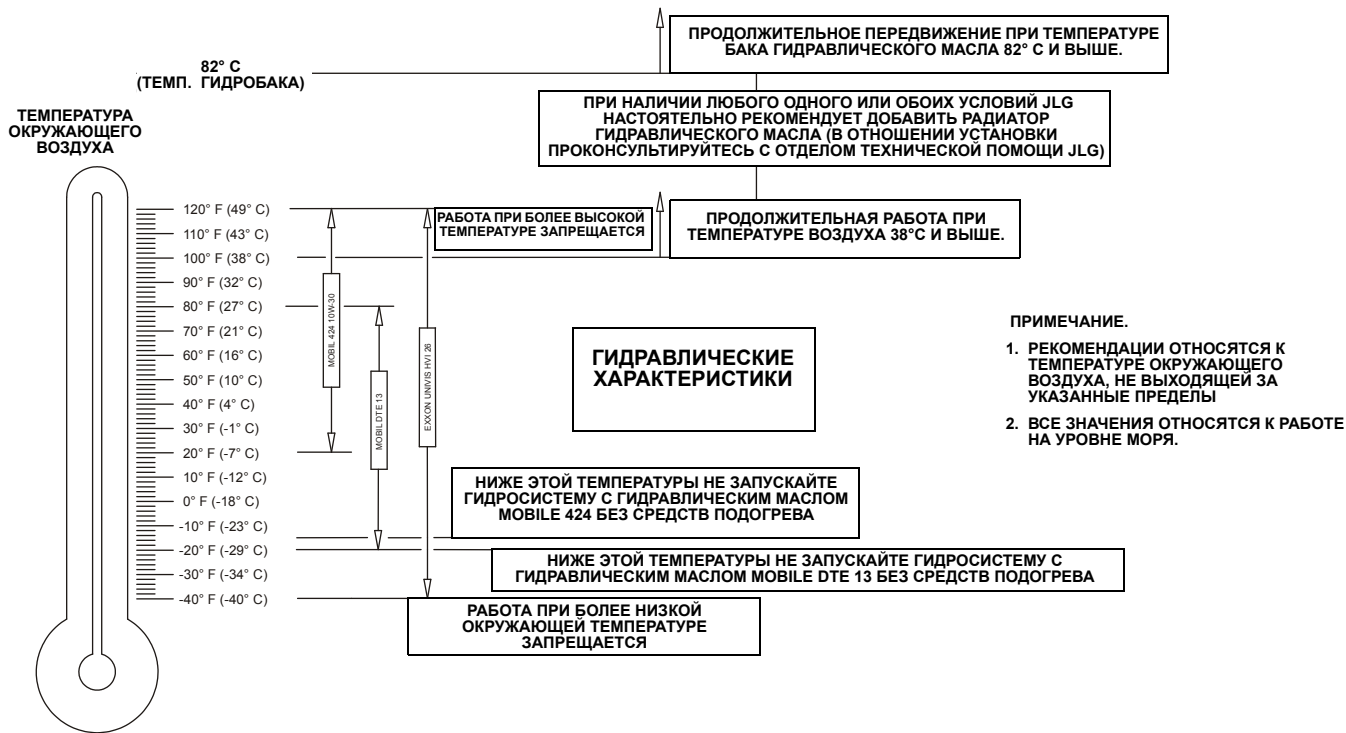 ПРОДОЛЖИТЕЛЬНОЕ ПЕРЕДВИЖЕНИЕ ПРИ ТЕМПЕРАТУРЕ
БАКА ГИДРАВЛИЧЕСКОГО МАСЛА 82° С И ВЫШЕ.
82° C
(ТЕМП. ГИДРОБАКА)
ПРИ НАЛИЧИИ ЛЮБОГО ОДНОГО ИЛИ ОБОИХ УСЛОВИЙ JLG
НАСТОЯТЕЛЬНО РЕКОМЕНДУЕТ ДОБАВИТЬ РАДИАТОР
ГИДРАВЛИЧЕСКОГО МАСЛА (В ОТНОШЕНИИ УСТАНОВКИ
ПРОКОНСУЛЬТИРУЙТЕСЬ С ОТДЕЛОМ ТЕХНИЧЕСКОЙ ПОМОЩИ JLG)
ТЕМПЕРАТУРА
ОКРУЖАЮЩЕГО
ВОЗДУХА
120° F (49° C)
110° F (43° C)
100° F (38° C)
90° F (32° C)
80° F (27° C)
70° F (21° C)
60° F (16° C)
50° F (10° C)
40° F (4° C)
30° F (-1° C)
20° F (-7° C)
10° F (-12° C)
0° F (-18° C)
-10° F (-23° C)
-20° F (-29° C)
-30° F (-34° C)
-40° F (-40° C)
MOBIL 424 10W-30
MOBIL DTE 13
EXXON UNIVIS HVI 26
РАБОТА ПРИ БОЛЕЕ ВЫСОКОЙ
ТЕМПЕРАТУРЕ ЗАПРЕЩАЕТСЯ
ПРОДОЛЖИТЕЛЬНАЯ РАБОТА ПРИ
ТЕМПЕРАТУРЕ ВОЗДУХА 38°С И ВЫШЕ.
ГИДРАВЛИЧЕСКИЕ
ХАРАКТЕРИСТИКИ
ПРИМЕЧАНИЕ.
1. РЕКОМЕНДАЦИИ ОТНОСЯТСЯ К
ТЕМПЕРАТУРЕ ОКРУЖАЮЩЕГО
ВОЗДУХА, НЕ ВЫХОДЯЩЕЙ ЗА
УКАЗАННЫЕ ПРЕДЕЛЫ
2. ВСЕ ЗНАЧЕНИЯ ОТНОСЯТСЯ К РАБОТЕ
НА УРОВНЕ МОРЯ.
НИЖЕ ЭТОЙ ТЕМПЕРАТУРЫ НЕ ЗАПУСКАЙТЕ
ГИДРОСИСТЕМУ С ГИДРАВЛИЧЕСКИМ МАСЛОМ
MOBILE 424 БЕЗ СРЕДСТВ ПОДОГРЕВА
НИЖЕ ЭТОЙ ТЕМПЕРАТУРЫ НЕ ЗАПУСКАЙТЕ ГИДРОСИСТЕМУ С
ГИДРАВЛИЧЕСКИМ МАСЛОМ MOBILE DTE 13 БЕЗ СРЕДСТВ ПОДОГРЕВА
РАБОТА ПРИ БОЛЕЕ НИЗКОЙ
ОКРУЖАЮЩЕЙ ТЕМПЕРАТУРЕ
ЗАПРЕЩАЕТСЯ